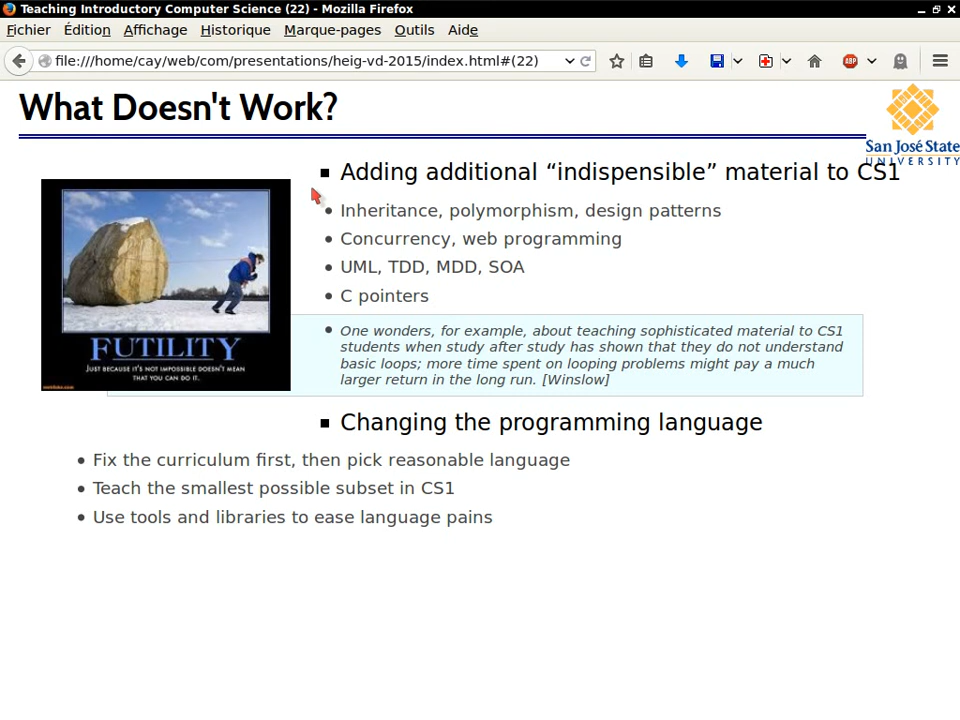 Teaching Introductory Computer Science (22) - Mozilla Firefox
Fichier Édition Affichage Historique Marque-pages Outils Aide
file:///home/cay/web/com/presentations/heig-vd-2015/index.html#(22)
ABP
What Doesn't Work?
San José State
UNIVERSITY
▪ Adding additional “indispensible” material to CS1
• Inheritance, polymorphism, design patterns
• Concurrency, web programming
• UML, TDD, MDD, SOA
• C pointers
• One wonders, for example, about teaching sophisticated material to CS1
students when study after study has shown that they do not understand
basic loops; more time spent on looping problems might pay a much
larger return in the long run. [Winslow]
FUTILITY
JUST BECAUSE IT'S NOT IMPOSSIBLE DOESN'T MEAN
THAT YOU CAN DO IT.
▪ Changing the programming language
• Fix the curriculum first, then pick reasonable language
• Teach the smallest possible subset in CS1
• Use tools and libraries to ease language pains